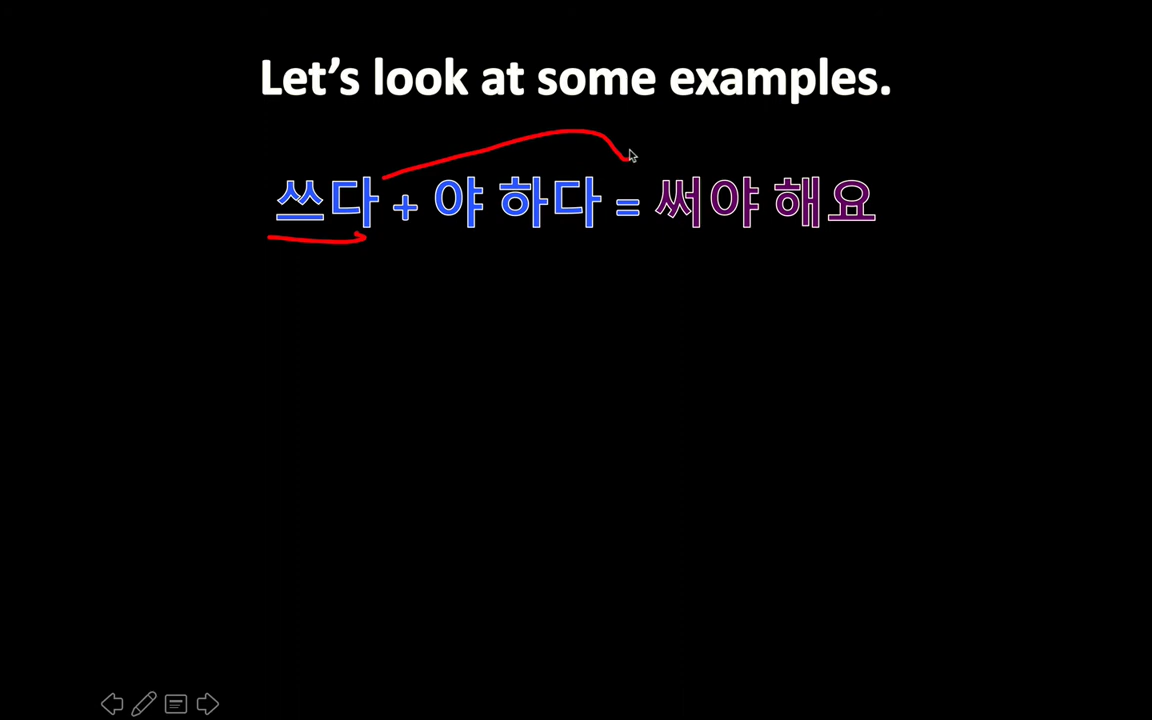 Let’s look at some examples.
쓰다 + 야 하다 = 써야 해요